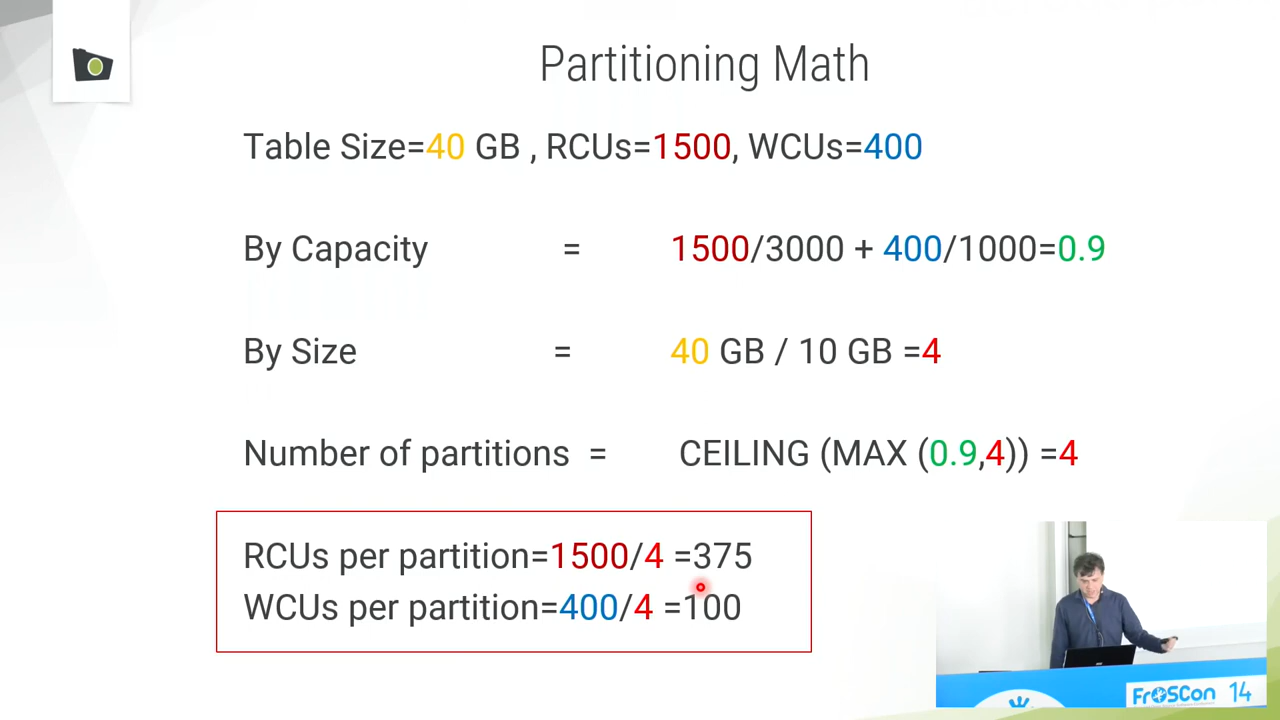 Partitioning Math
Table Size=40 GB , RCUs=1500, WCUs=400
By Capacity = 1500/3000 + 400/1000=0.9
By Size = 40 GB / 10 GB =4
Number of partitions = CEILING (MAX (0.9,4)) =4
RCUs per partition=1500/4 =375
WCUs per partition=400/4 =100
FrOSCon 14